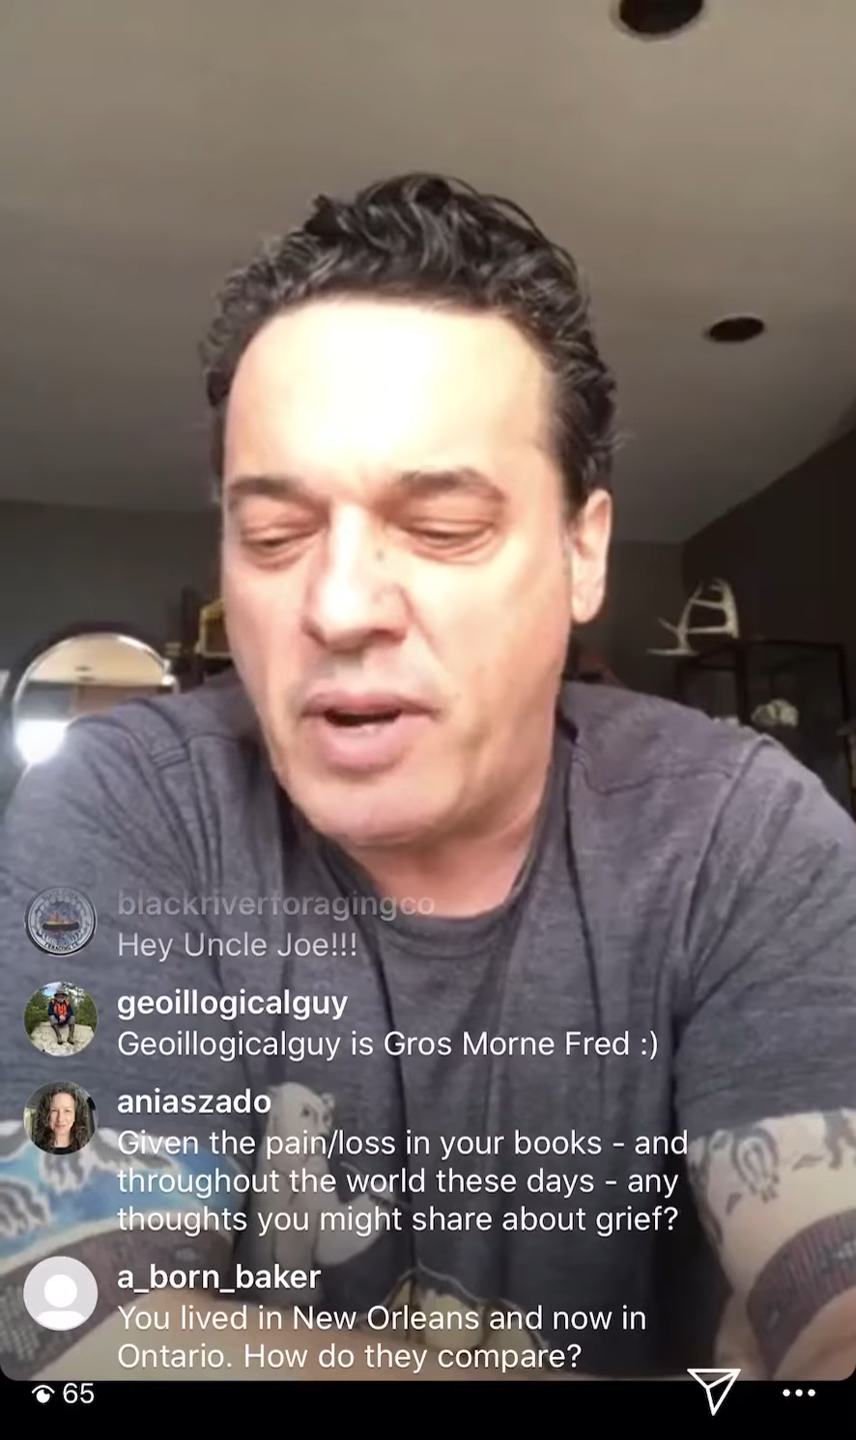 blackriverforagingco
Hey Uncle Joe!!!
geoillogicalguy
Geoillogicalguy is Gros Morne Fred :)
aniaszado
Given the pain/loss in your books - and
throughout the world these days - any
thoughts you might share about grief?
a_born_baker
You lived in New Orleans and now in
Ontario. How do they compare?
65